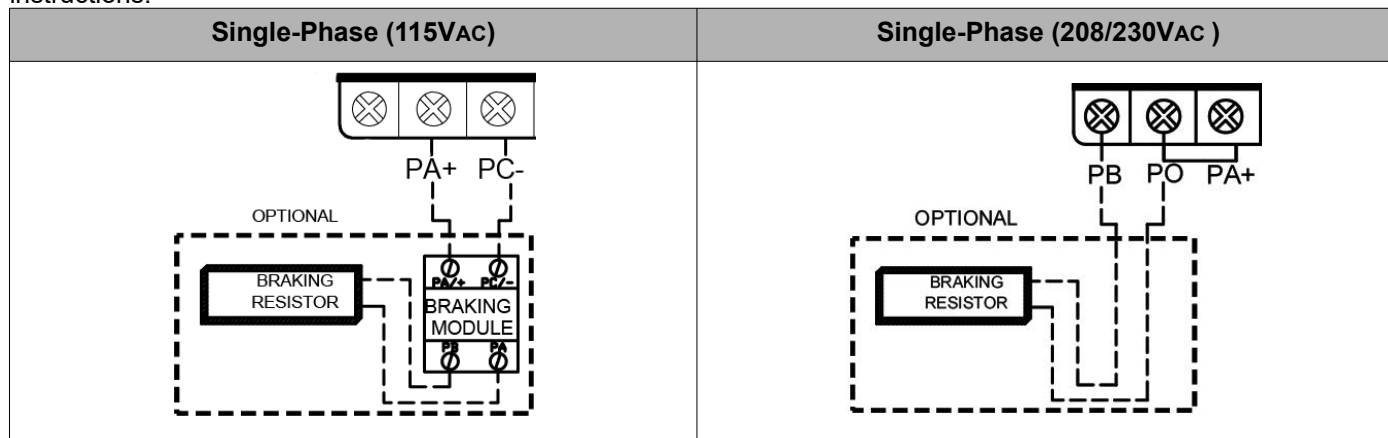 instructions.
Single-Phase (115VAC)
Single-Phase (208/230VAC )
PA+ PC-
OPTIONAL
BRAKING
RESISTOR
PA/+ PC/-
BRAKING
MODULE
PB PA
PB PO PA+
OPTIONAL
BRAKING
RESISTOR